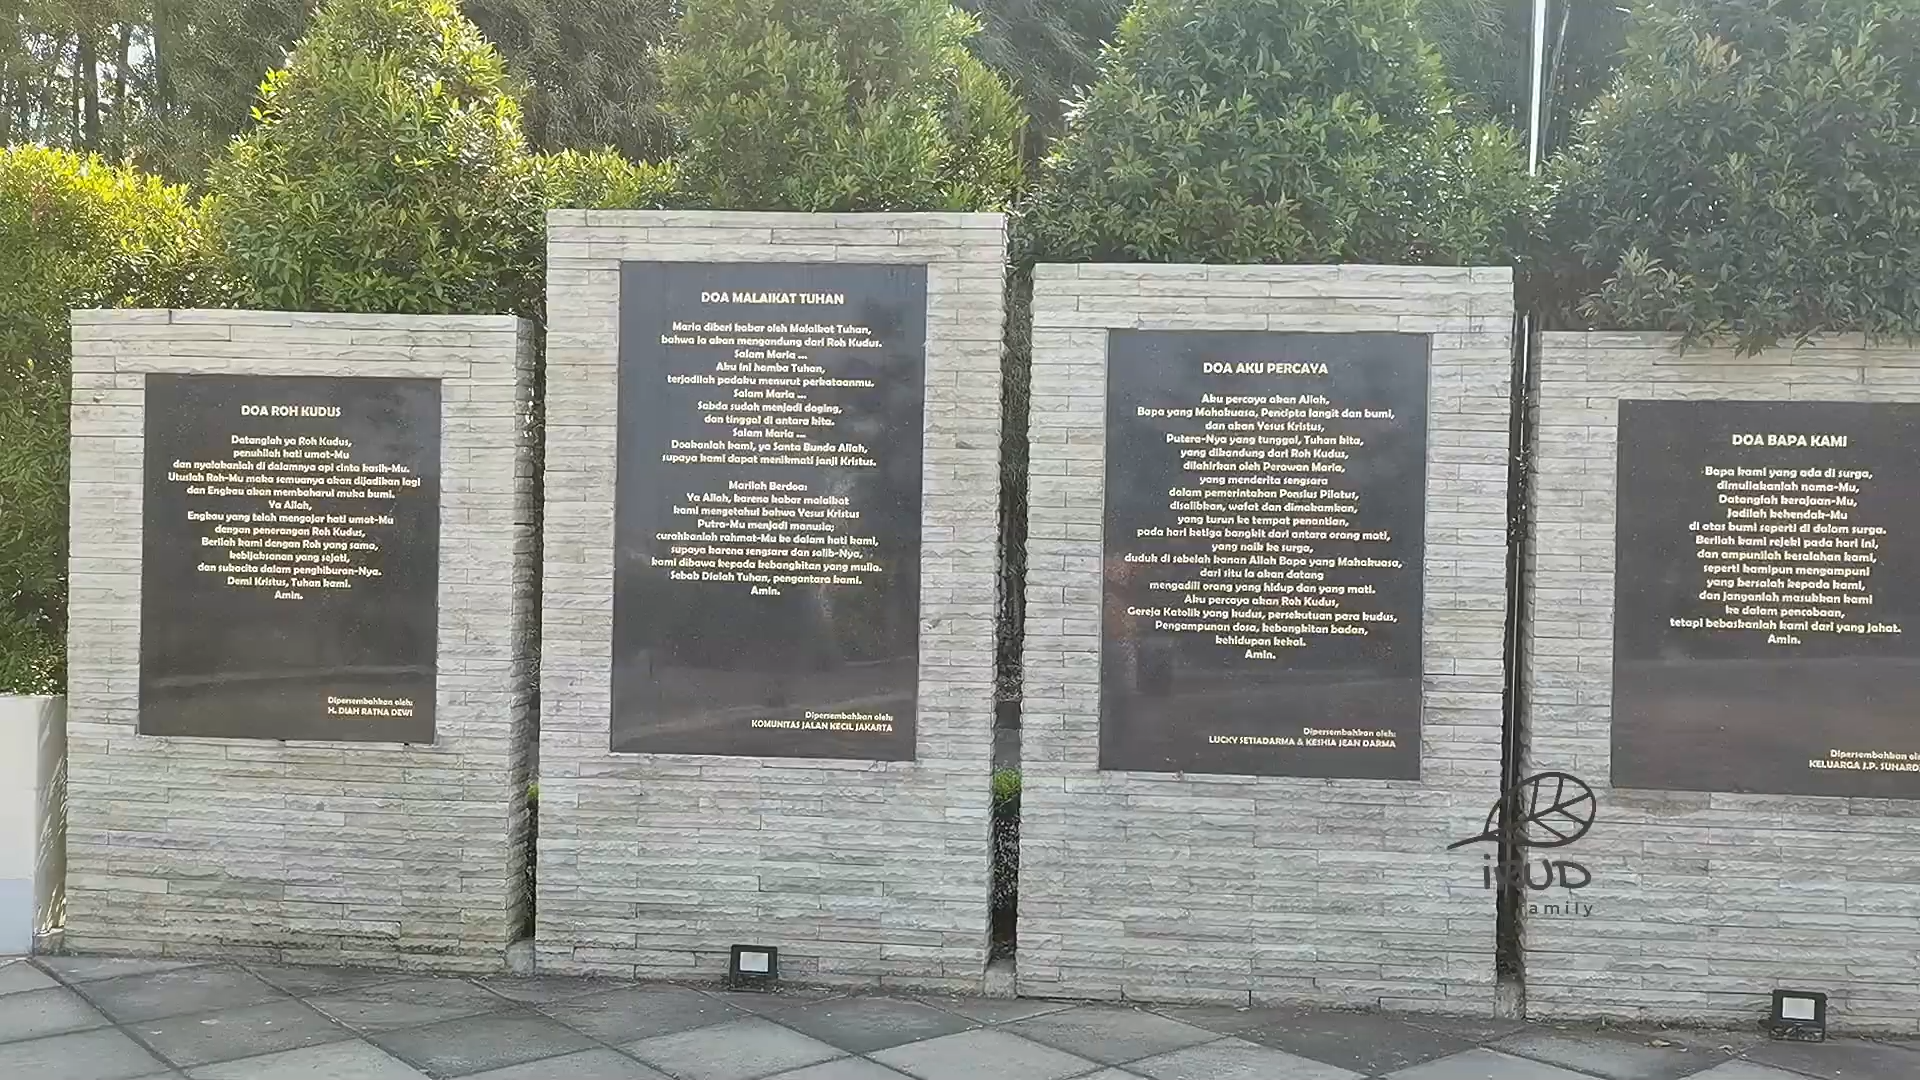 DOA ROH KUDUS
Datanglah ya Roh Kudus,
penuhilah hati umat-Mu
dan nyalakanlah di dalamnya api cinta kasih-Mu.
Utuslah Roh-Mu maka semuanya akan dijadikan lagi
dan Engkau akan membaharui muka bumi.
Ya Allah,
Engkau yang telah mengajar hati umat-Mu
dengan penerangan Roh Kudus,
Berilah kami dengan Roh yang sama,
kebijaksanan yang sejati,
dan sukacita dalam penghiburan-Nya.
Demi Kristus, Tuhan kami.
Amin.
Dipersembahkan oleh:
H. DIAH RATNA DEWI
DOA MALAIKAT TUHAN
Maria diberi kabar oleh Malaikat Tuhan,
bahwa ia akan mengandung dari Roh Kudus.
Salam Maria ...
Aku ini hamba Tuhan,
terjadilah padaku menurut perkataanmu.
Salam Maria ...
Sabda sudah menjadi daging,
dan tinggal di antara kita.
Salam Maria ...
Doakanlah kami, ya Santa Bunda Allah,
supaya kami dapat menikmati janji Kristus.
Marilah Berdoa:
Ya Allah, karena kabar malaikat
kami mengetahui bahwa Yesus Kristus
Putra-Mu menjadi manusia;
curahkanlah rahmat-Mu ke dalam hati kami,
supaya karena sengsara dan salib-Nya,
kami dibawa kepada kebangkitan yang mulia.
Sebab Dialah Tuhan, pengantara kami.
Amin.
Dipersembahkan oleh:
KOMUNITAS JALAN KECIL JAKARTA
DOA AKU PERCAYA
Aku percaya akan Allah,
Bapa yang Mahakuasa, Pencipta langit dan bumi,
dan akan Yesus Kristus,
Putera-Nya yang tunggal, Tuhan kita,
yang dikandung dari Roh Kudus,
dilahirkan oleh Perawan Maria,
yang menderita sengsara
dalam pemerintahan Ponsius Pilatus,
disalibkan, wafat dan dimakamkan,
yang turun ke tempat penantian,
pada hari ketiga bangkit dari antara orang mati,
yang naik ke surga,
duduk di sebelah kanan Allah Bapa yang Mahakuasa,
dari situ Ia akan datang
mengadili orang yang hidup dan yang mati.
Aku percaya akan Roh Kudus,
Gereja Katolik yang kudus, persekutuan para kudus,
Pengampunan dosa, kebangkitan badan,
kehidupan kekal.
Amin.
Dipersembahkan oleh:
LUCKY SETIADARMA & KESHIA JEAN DARMA
DOA BAPA KAMI
Bapa kami yang ada di surga,
dimuliakanlah nama-Mu,
Datanglah kerajaan-Mu,
Jadilah kehendak-Mu
di atas bumi seperti di dalam surga.
Berilah kami rejeki pada hari ini,
dan ampunilah kesalahan kami,
seperti kamipun mengampuni
yang bersalah kepada kami,
dan janganlah masukkan kami
ke dalam pencobaan,
tetapi bebaskanlah kami dari yang jahat.
Amin.
Dipersembahkan
KELUARGA J.P.
iRUD
family